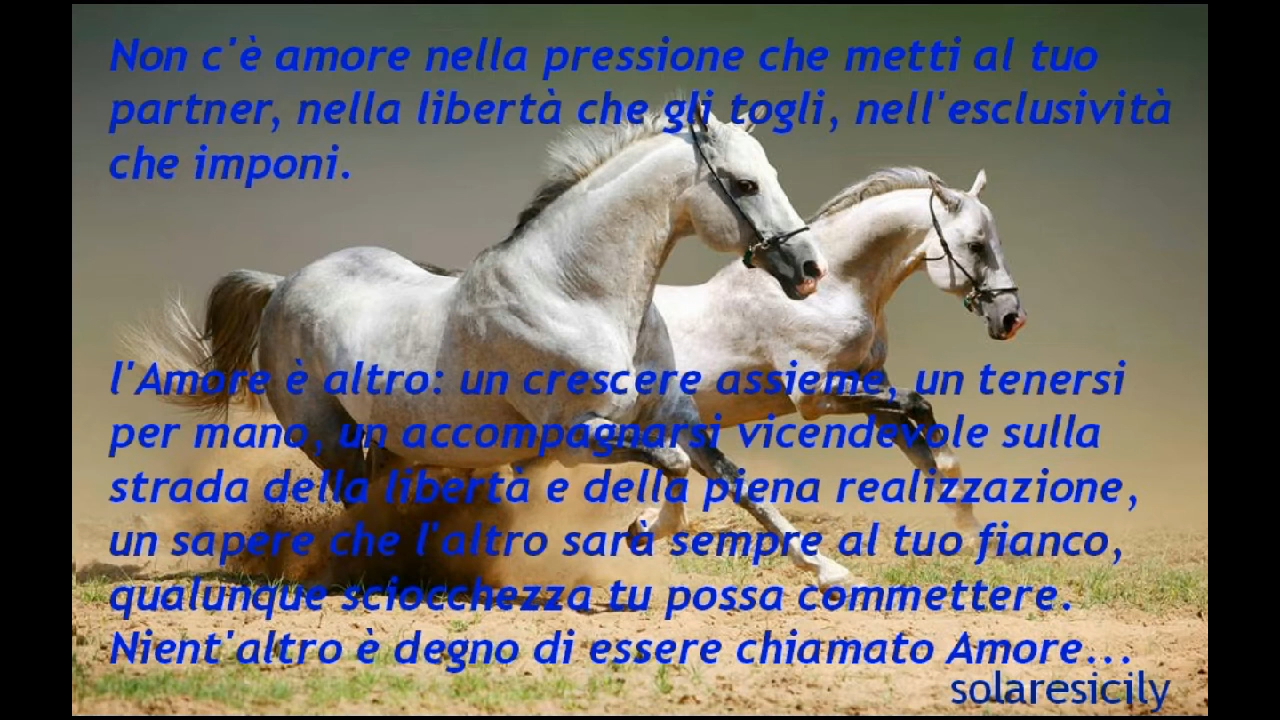 Non c'è amore nella pressione che metti al tuo
partner, nella libertà che gli togli, nell'esclusività
che imponi.
l'Amore è altro: un crescere assieme, un tenersi
per mano, un accompagnarsi vicendevole sulla
strada della libertà e della piena realizzazione,
un sapere che l'altro sarà sempre al tuo fianco,
qualunque sciocchezza tu possa commettere.
Nient'altro è degno di essere chiamato Amore...
solaresicily